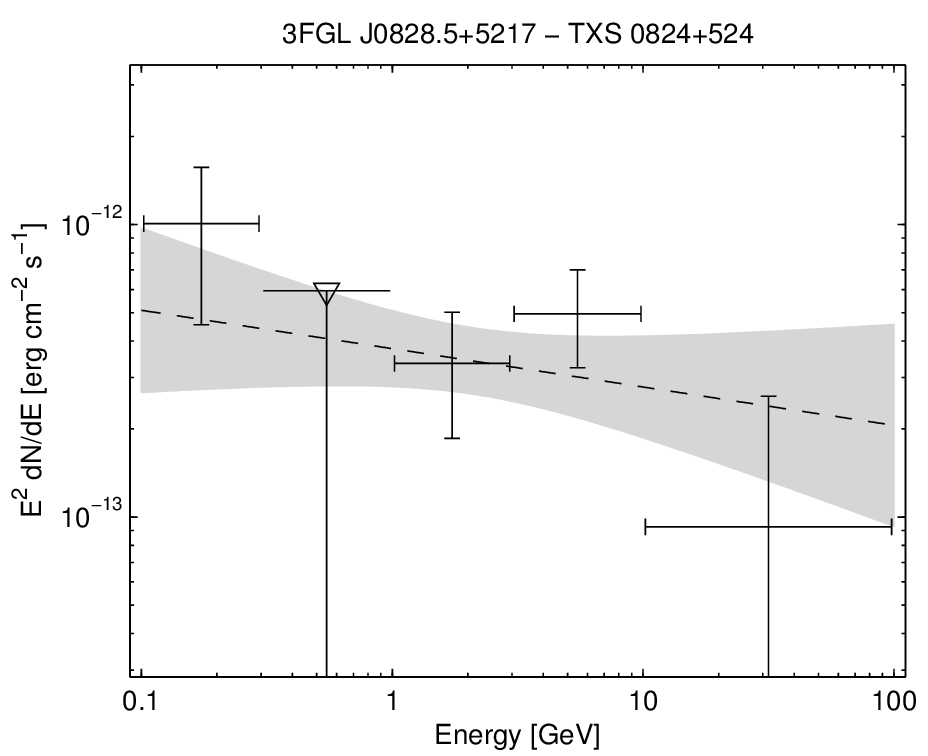 3FGL J0828.5+5217 − TXS 0824+524
E² dN/dE [erg cm⁻² s⁻¹]
10⁻¹²
10⁻¹³
0.1 1 10 100
Energy [GeV]